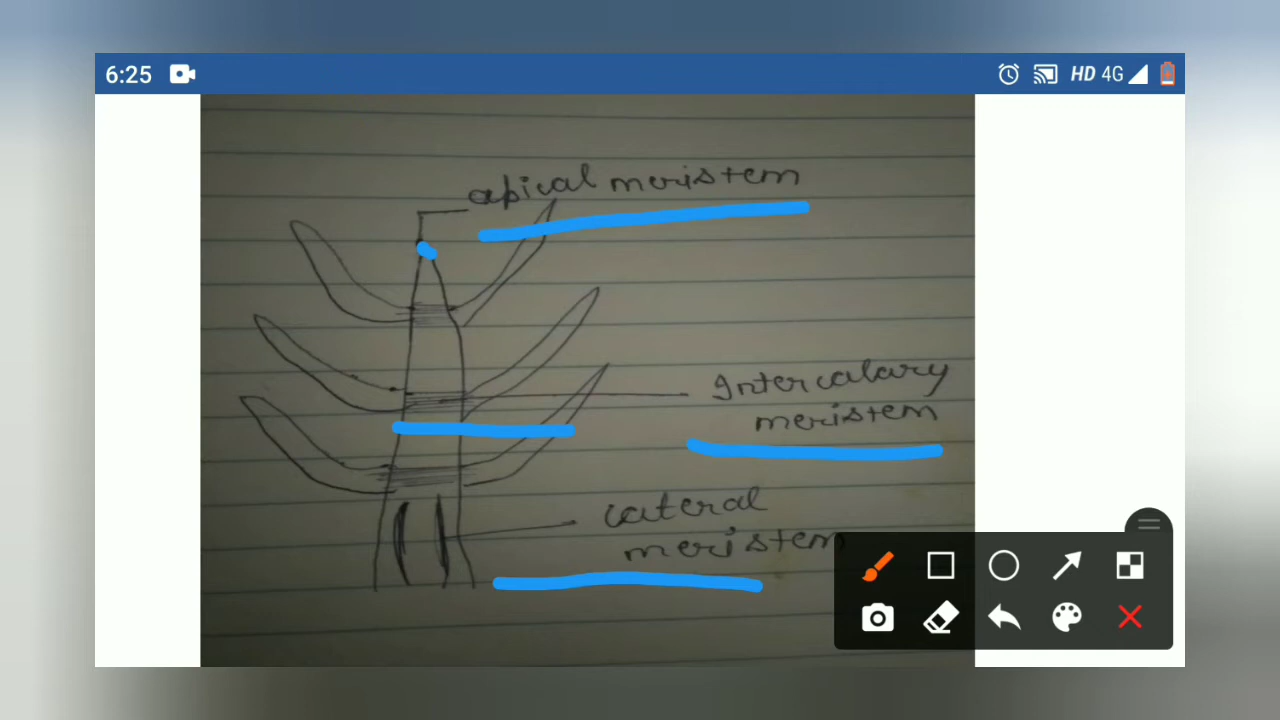 6:25
HD 4G
apical meristem
Intercalary
meristem
Lateral
meristem